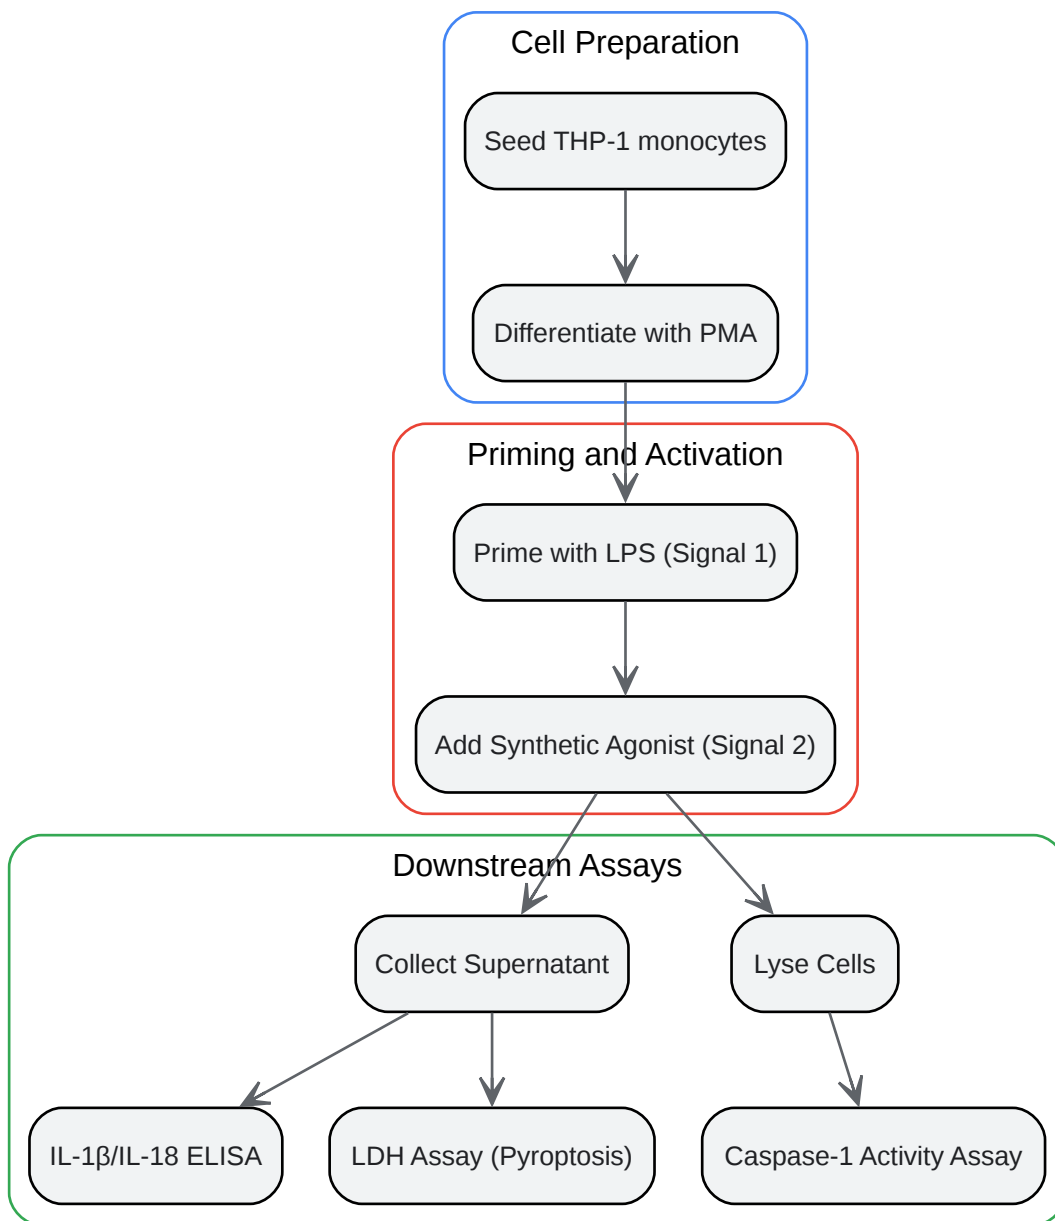 Cell Preparation
Seed THP-1 monocytes
Differentiate with PMA
Priming and Activation
Prime with LPS (Signal 1)
Add Synthetic Agonist (Signal 2)
Downstream Assays
Collect Supernatant
Lyse Cells
IL-1β/IL-18 ELISA
LDH Assay (Pyroptosis)
Caspase-1 Activity Assay